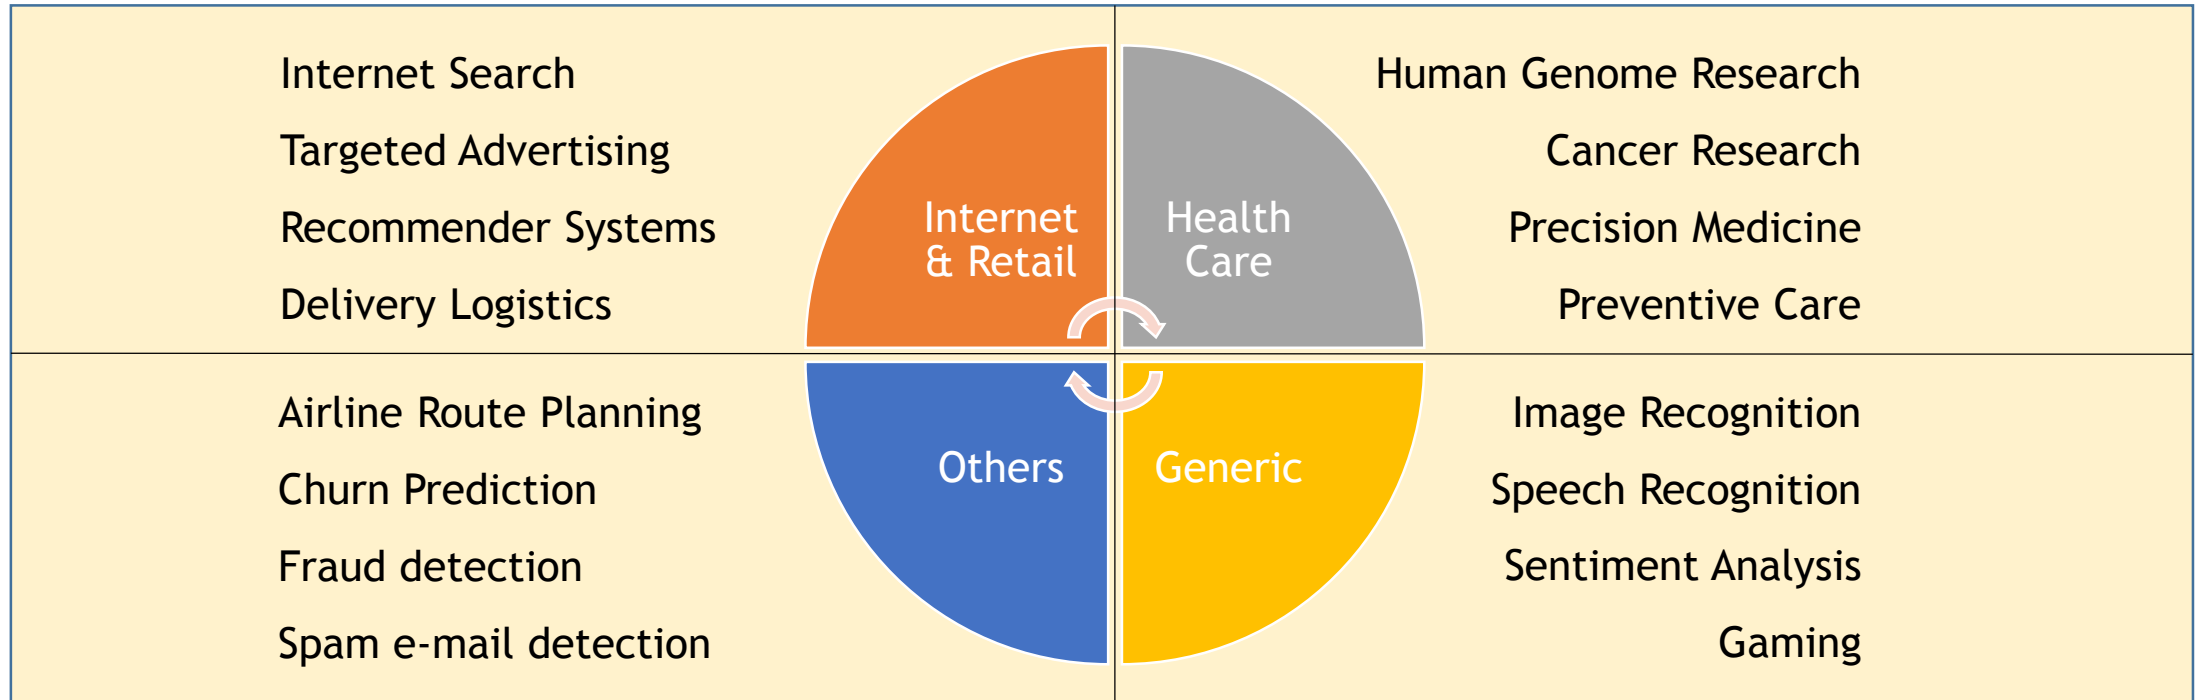 Internet Search
Targeted Advertising
Recommender Systems
Delivery Logistics
Internet
& Retail
Health
Care
Human Genome Research
Cancer Research
Precision Medicine
Preventive Care
Airline Route Planning
Churn Prediction
Fraud detection
Spam e-mail detection
Others
Generic
Image Recognition
Speech Recognition
Sentiment Analysis
Gaming